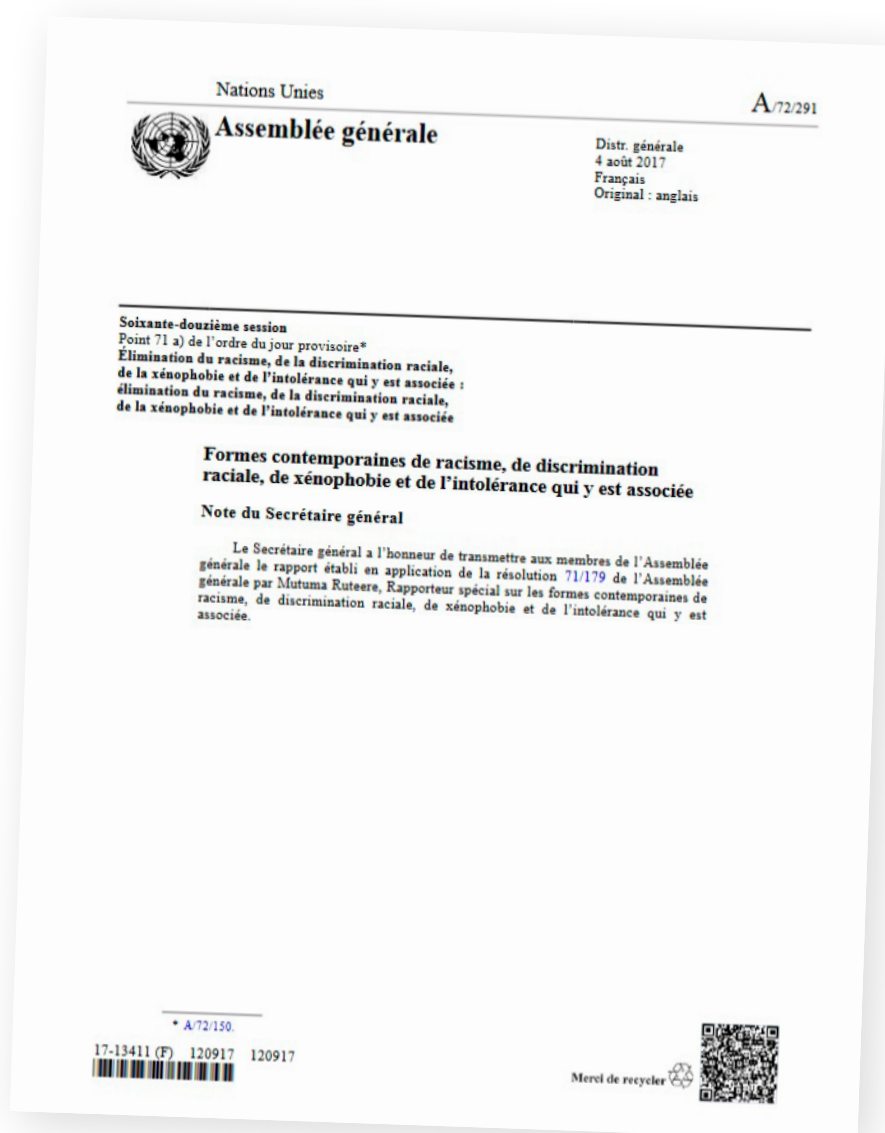 Nations Unies
A/72/291
Assemblée générale
Distr. générale
4 août 2017
Français
Original : anglais
Soixante-douzième session
Point 71 a) de l’ordre du jour provisoire*
Élimination du racisme, de la discrimination raciale,
de la xénophobie et de l’intolérance qui y est associée :
élimination du racisme, de la discrimination raciale,
de la xénophobie et de l’intolérance qui y est associée
Formes contemporaines de racisme, de discrimination
raciale, de xénophobie et de l’intolérance qui y est associée
Note du Secrétaire général
Le Secrétaire général a l’honneur de transmettre aux membres de l’Assemblée
générale le rapport établi en application de la résolution 71/179 de l’Assemblée
générale par Mutuma Ruteere, Rapporteur spécial sur les formes contemporaines de
racisme, de discrimination raciale, de xénophobie et de l’intolérance qui y est
associée.
* A/72/150.
17-13411 (F) 120917 120917
Merci de recycler